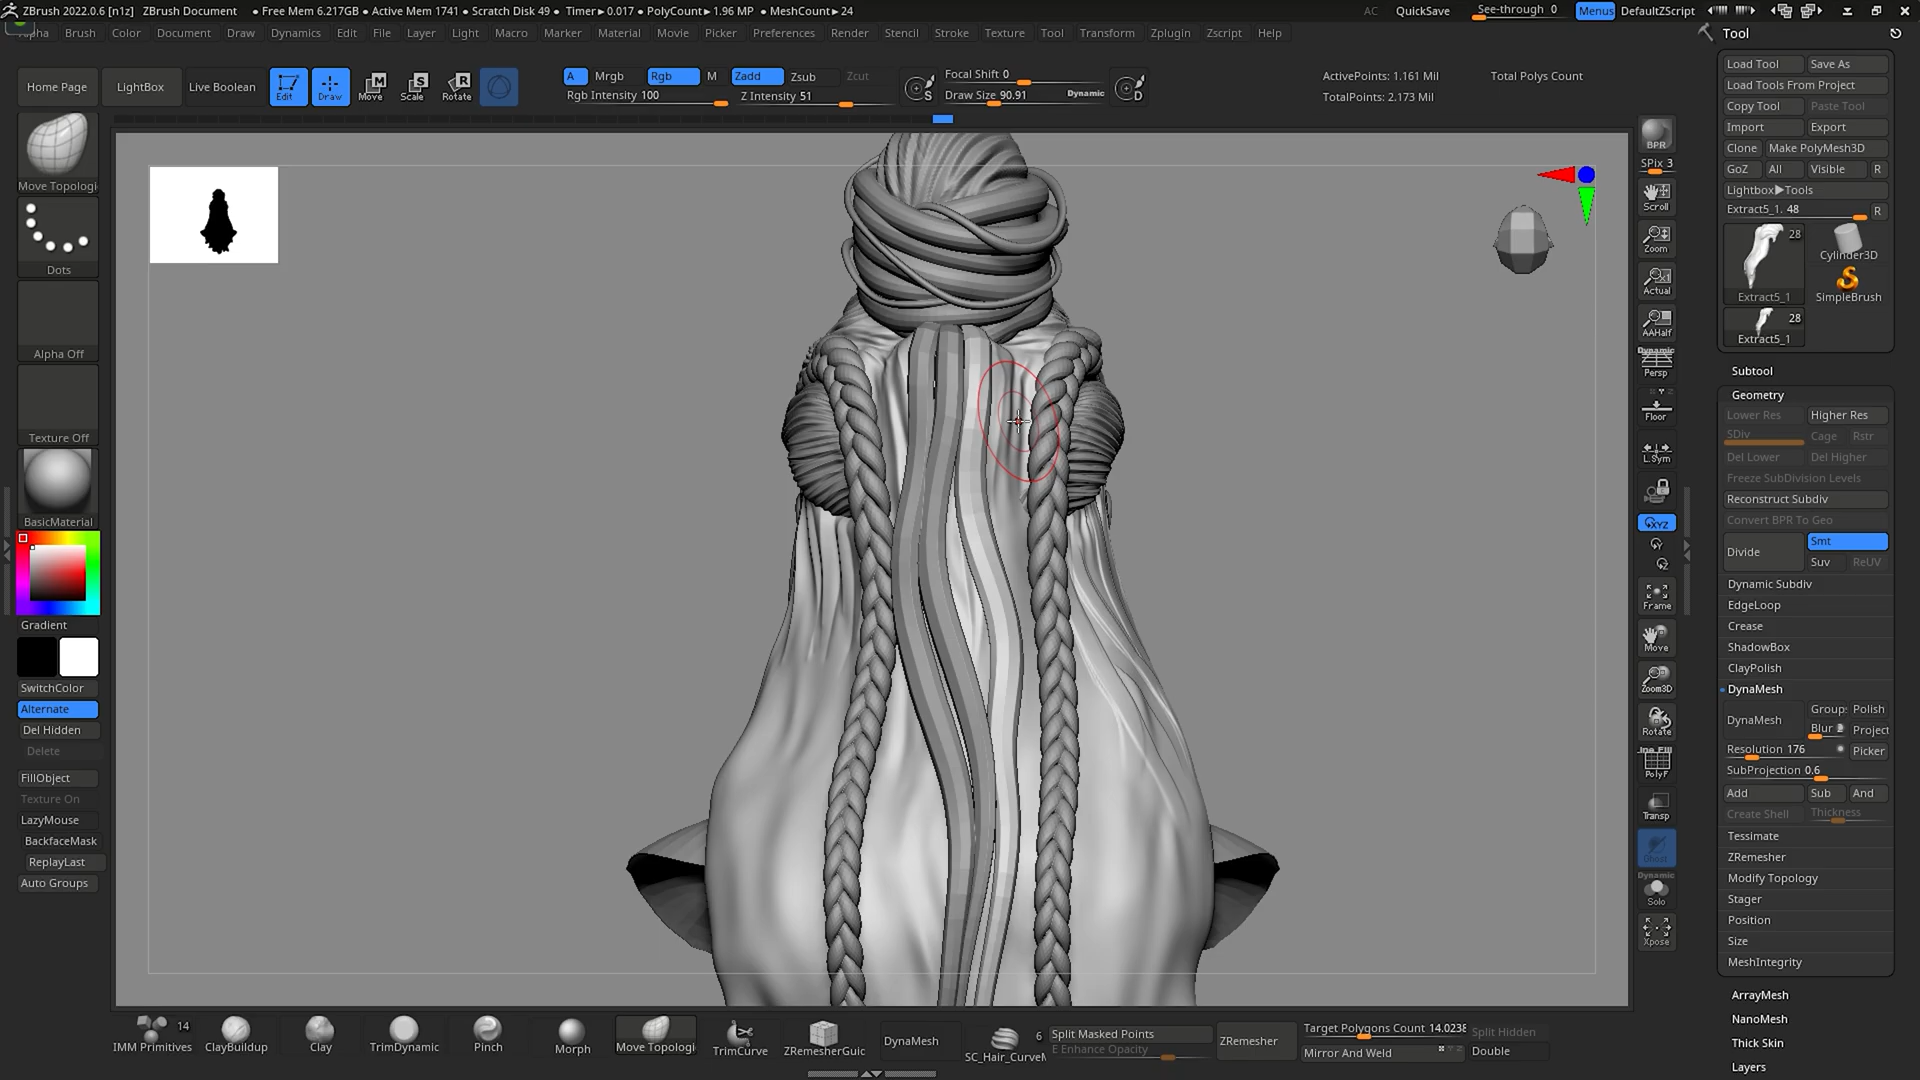 ZBrush 2022.0.6 [n1z] ZBrush Document • Free Mem 6.217GB • Active Mem 1741 • Scratch Disk 49 • Timer▸0.017 • PolyCount▸1.96 MP • MeshCount▸24 AC QuickSave See-through 0 Menus DefaultZScript
Brush Color Document Draw Dynamics Edit File Layer Light Macro Marker Material Movie Picker Preferences Render Stencil Stroke Texture Tool Transform Zplugin Zscript Help
Home Page LightBox Live Boolean Edit Draw Move Scale Rotate
A Mrgb Rgb M Zadd Zsub Zcut
Rgb Intensity 100 Z Intensity 51
S Focal Shift 0
Draw Size 90.91 Dynamic D
ActivePoints: 1.161 Mil Total Polys Count
TotalPoints: 2.173 Mil
Move Topologi
Dots
Alpha Off
Texture Off
BasicMaterial
Gradient
SwitchColor
Alternate
Del Hidden
Delete
FillObject
Texture On
LazyMouse
BackfaceMask
ReplayLast
Auto Groups
BPR
SPix 3
Scroll
Zoom
Actual
AAHalf
Dynamic
Persp
Floor
L.Sym
XYZ
Frame
Move
Zoom3D
Rotate
Line Fill
PolyF
Transp
Ghost
Dynamic
Solo
Xpose
Tool
Load Tool Save As
Load Tools From Project
Copy Tool Paste Tool
Import Export
Clone Make PolyMesh3D
GoZ All Visible R
Lightbox▶Tools
Extract5_1. 48 R
28
Extract5_1 Cylinder3D
SimpleBrush
28
Extract5_1
Subtool
Geometry
Lower Res Higher Res
SDiv Cage Rstr
Del Lower Del Higher
Freeze SubDivision Levels
Reconstruct Subdiv
Convert BPR To Geo
Divide Smt
Suv ReUV
Dynamic Subdiv
EdgeLoop
Crease
ShadowBox
ClayPolish
DynaMesh
DynaMesh Group: Polish
Blur 2 Project
Resolution 176 Picker
SubProjection 0.6
Add Sub And
Create Shell Thickness
Tessimate
ZRemesher
Modify Topology
Stager
Position
Size
MeshIntegrity
ArrayMesh
NanoMesh
Thick Skin
Layers
14
IMM Primitives ClayBuildup Clay TrimDynamic Pinch Morph Move Topologi TrimCurve ZRemesherGuic DynaMesh
6
SC_Hair_CurveM
Split Masked Points
E Enhance Opacity
ZRemesher
Target Polygons Count 14.0238 Split Hidden
Mirror And Weld Double